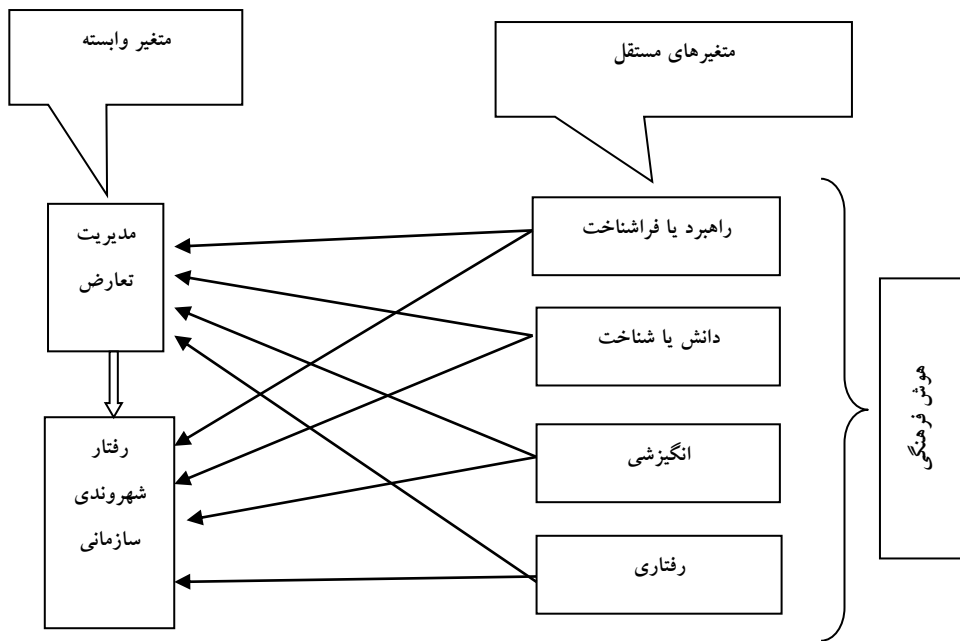 متغیرهای مستقل
متغیر وابسته
راهبرد یا فراشناخت
دانش یا شناخت
انگیزشی
رفتاری
هوش فرهنگی
مدیریت
تعارض
رفتار
شهروندی
سازمانی